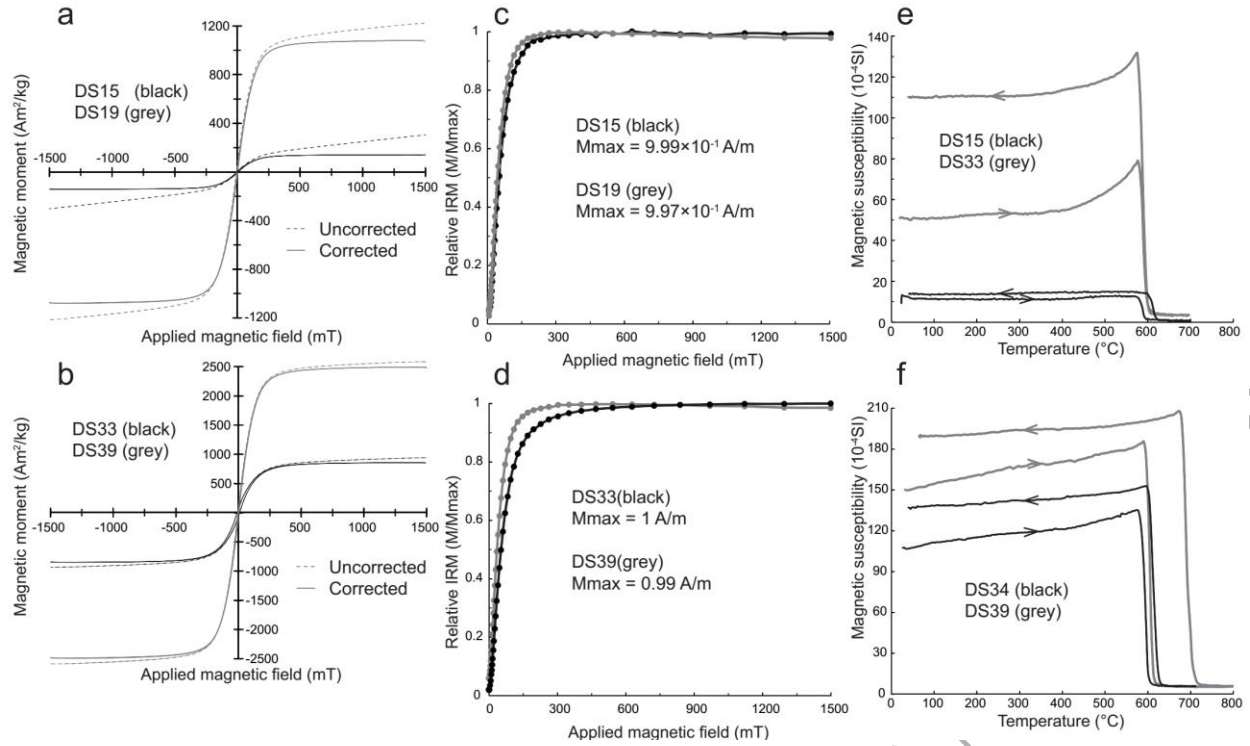 a
Magnetic moment (Am²/kg)
1200
1000
800
600
400
200
DS15 (black)
DS19 (grey)
-1500
-1000
-500
500
1000
1500
-400
-600
-800
-1000
-1200
Uncorrected
Corrected
Applied magnetic field (mT)
b
Magnetic moment (Am²/kg)
2500
2000
1500
1000
500
DS33 (black)
DS39 (grey)
-1500
-1000
-500
500
1000
1500
-500
-1000
-1500
-2000
-2500
Uncorrected
Corrected
Applied magnetic field (mT)
c
Relative IRM (M/Mmax)
1
0.8
0.6
0.4
0.2
DS15 (black)
Mmax = 9.99×10⁻¹ A/m
DS19 (grey)
Mmax = 9.97×10⁻¹ A/m
0
300
600
900
1200
1500
Applied magnetic field (mT)
d
Relative IRM (M/Mmax)
1
0.8
0.6
0.4
0.2
0
DS33(black)
Mmax = 1 A/m
DS39(grey)
Mmax = 0.99 A/m
0
300
600
900
1200
1500
Applied magnetic field (mT)
e
Magnetic susceptibility (10⁻⁴SI)
140
120
100
80
60
40
20
0
DS15 (black)
DS33 (grey)
0
100
200
300
400
500
600
700
800
Temperature (°C)
f
Magnetic susceptibility (10⁻⁴SI)
210
180
150
120
90
60
30
0
DS34 (black)
DS39 (grey)
0
100
200
300
400
500
600
700
800
Temperature (°C)